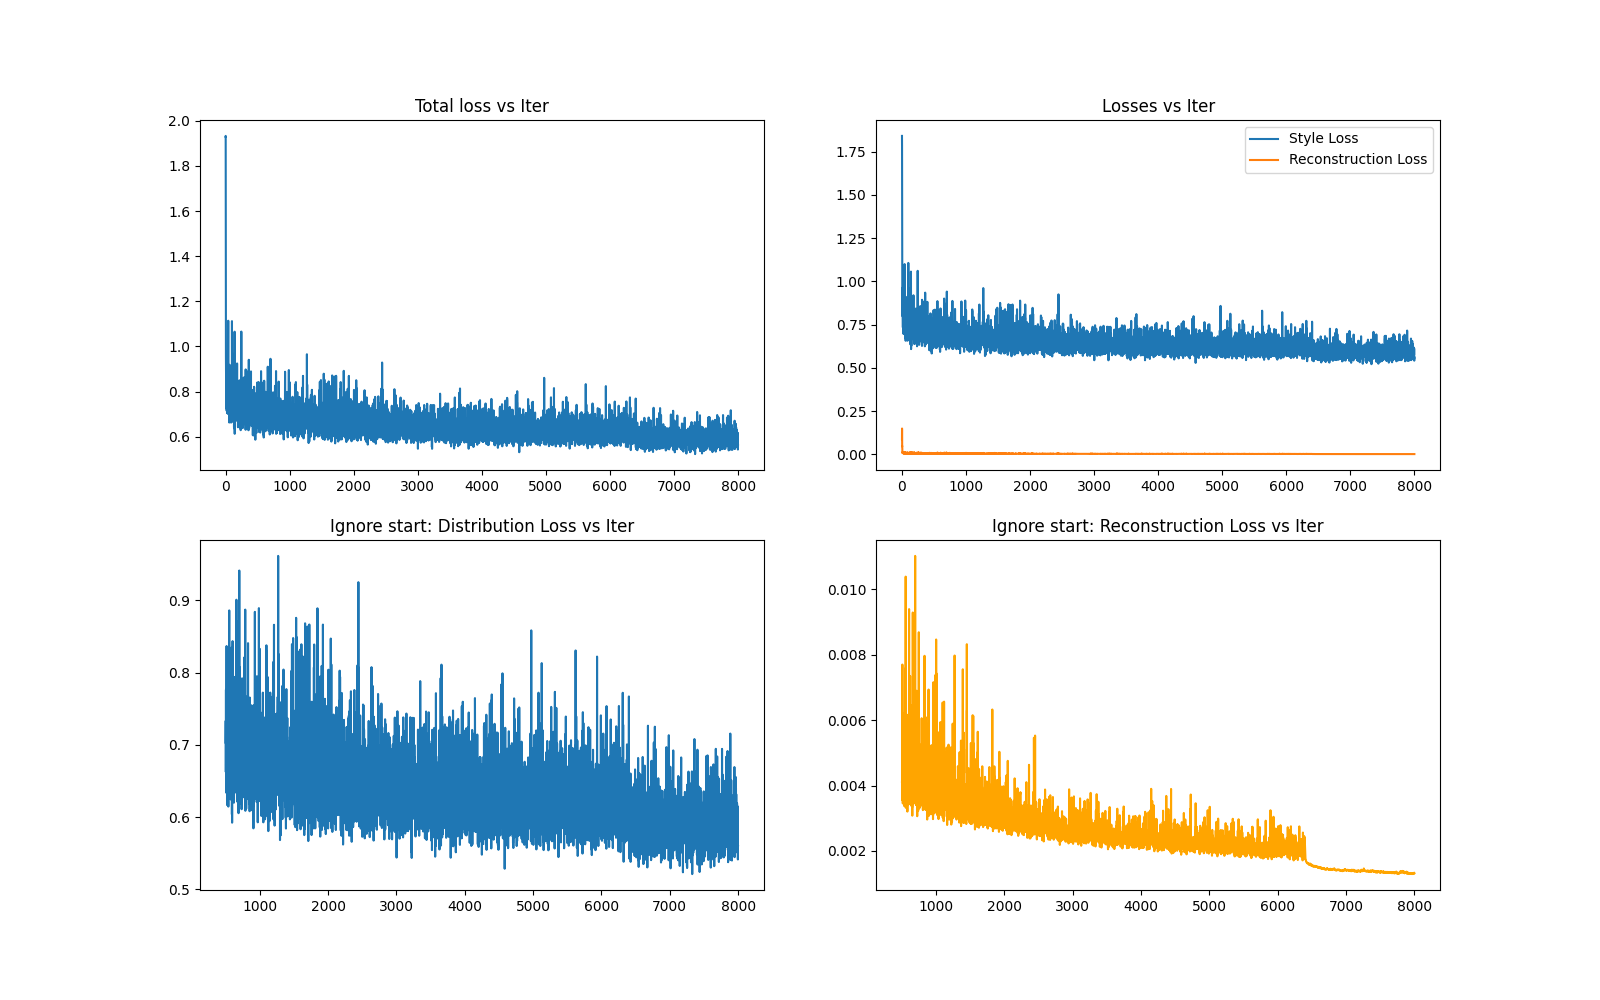 Total loss vs Iter
2.0
1.8
1.6
1.4
1.2
1.0
0.8
0.6
0 1000 2000 3000 4000 5000 6000 7000 8000
Losses vs Iter
Style Loss
Reconstruction Loss
1.75
1.50
1.25
1.00
0.75
0.50
0.25
0.00
0 1000 2000 3000 4000 5000 6000 7000 8000
Ignore start: Distribution Loss vs Iter
0.9
0.8
0.7
0.6
0.5
1000 2000 3000 4000 5000 6000 7000 8000
Ignore start: Reconstruction Loss vs Iter
0.010
0.008
0.006
0.004
0.002
1000 2000 3000 4000 5000 6000 7000 8000